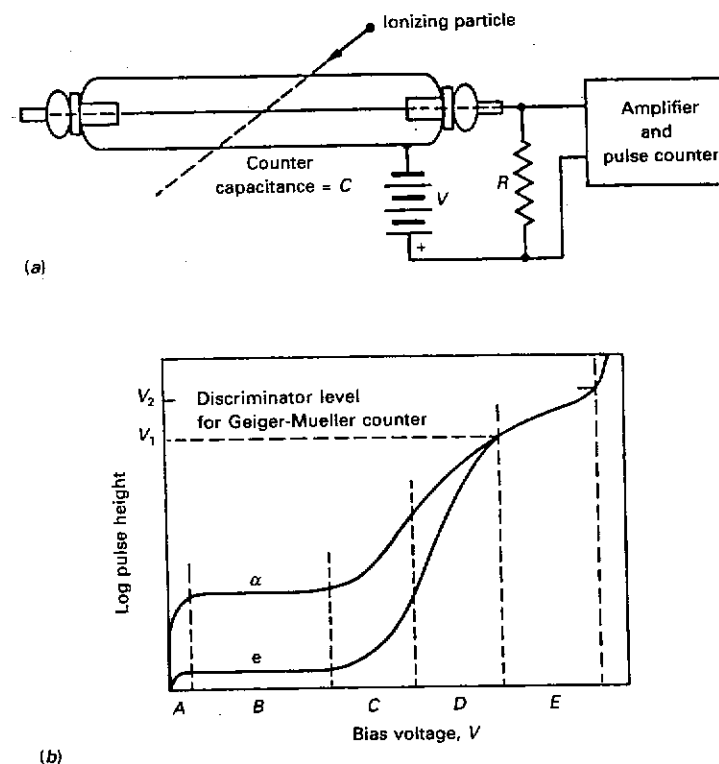 Ionizing particle
Amplifier
and
pulse counter
Counter
capacitance = C
V
R
+
(a)
V₂
Discriminator level
for Geiger-Mueller counter
V₁
Log pulse height
α
e
A B C D E
Bias voltage, V
(b)